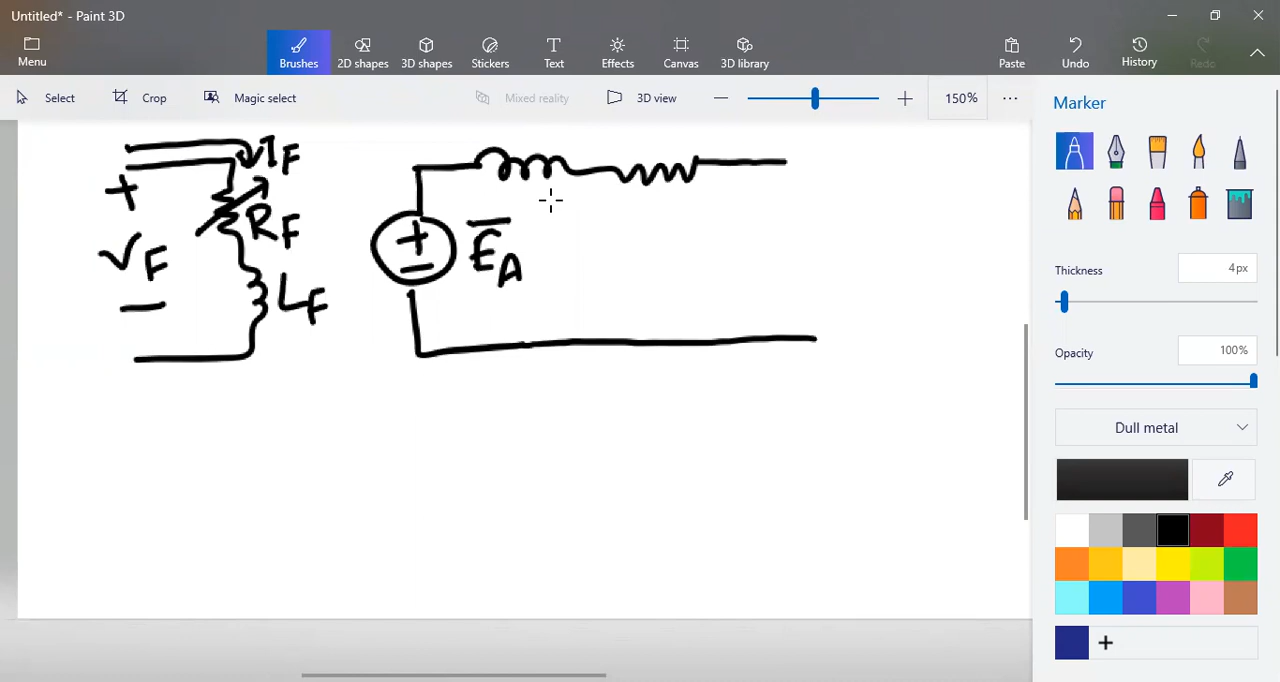 Untitled* - Paint 3D
Menu
Brushes
2D shapes
3D shapes
Stickers
Text
Effects
Canvas
3D library
Paste
Undo
History
Redo
Select
Crop
Magic select
Mixed reality
3D view
150%
Marker
Thickness
4px
Opacity
100%
Dull metal
IF
+
RF
VF
−
LF
+
−
EA